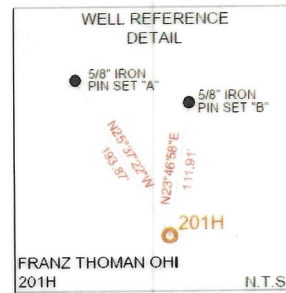 WELL REFERENCE
DETAIL
5/8" IRON
PIN SET "A"
5/8" IRON
PIN SET "B"
N25°37'22"W
193.87'
N23°46'58"E
111.91'
201H
FRANZ THOMAN OHI
201H
N.T.S